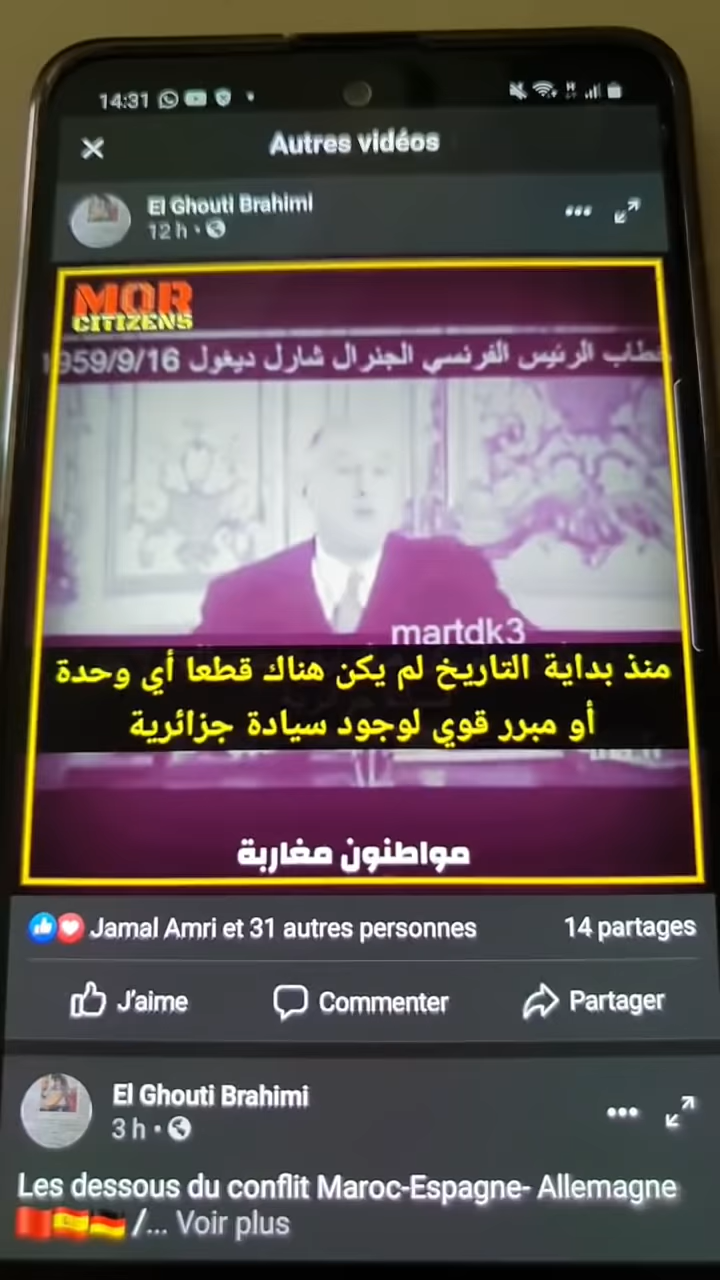 14:31
Autres vidéos
El Ghouti Brahimi
12 h
MOR
CITIZENS
خطاب الرئيس الفرنسي الجنرال شارل ديغول 1959/9/16
martdk3
منذ بداية التاريخ لم يكن هناك قطعا أي وحدة
أو مبرر قوي لوجود سيادة جزائرية
مواطنون مغاربة
Jamal Amri et 31 autres personnes 14 partages
J'aime Commenter Partager
El Ghouti Brahimi
3 h
Les dessous du conflit Maroc-Espagne- Allemagne
🇲🇦🇪🇸🇩🇪 /... Voir plus